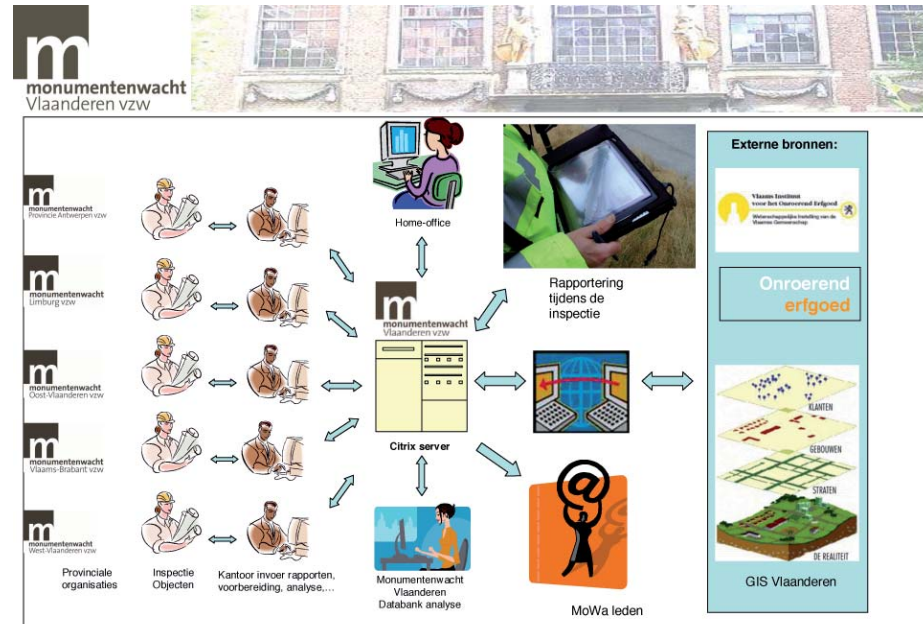 m
monumentenwacht
Vlaanderen vzw
m
monumentenwacht
Provincie Antwerpen vzw
m
monumentenwacht
Limburg vzw
m
monumentenwacht
Oost-Vlaanderen vzw
m
monumentenwacht
Vlaams-Brabant vzw
m
monumentenwacht
West-Vlaanderen vzw
Provinciale
organisaties
Inspectie
Objecten
Kantoor invoer rapporten,
voorbereiding, analyse,...
Home-office
m
monumentenwacht
Vlaanderen vzw
Citrix server
Monumentenwacht
Vlaanderen
Databank analyse
Rapportering
tijdens de
inspectie
@
MoWa leden
Externe bronnen:
Vlaams Instituut
voor het Onroerend Erfgoed
Wetenschappelijke Instelling van de
Vlaamse Gemeenschap
Onroerend
erfgoed
KLANTEN
GEBOUWEN
STRATEN
DE REALITEIT
GIS Vlaanderen